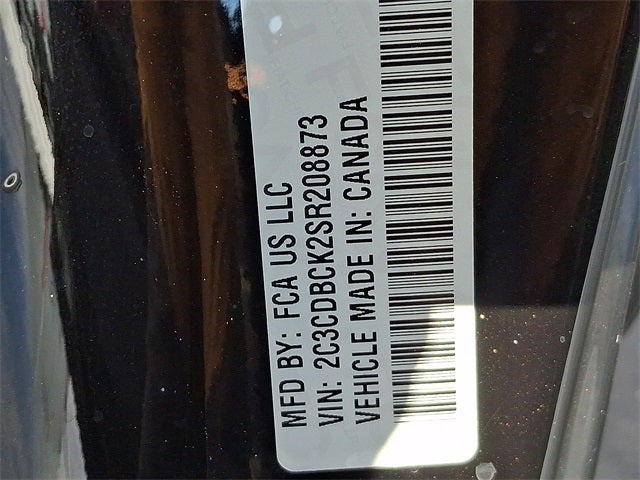 MFD BY: FCA US LLC
VIN: 2C3CDBCK2SR208873
VEHICLE MADE IN: CANADA